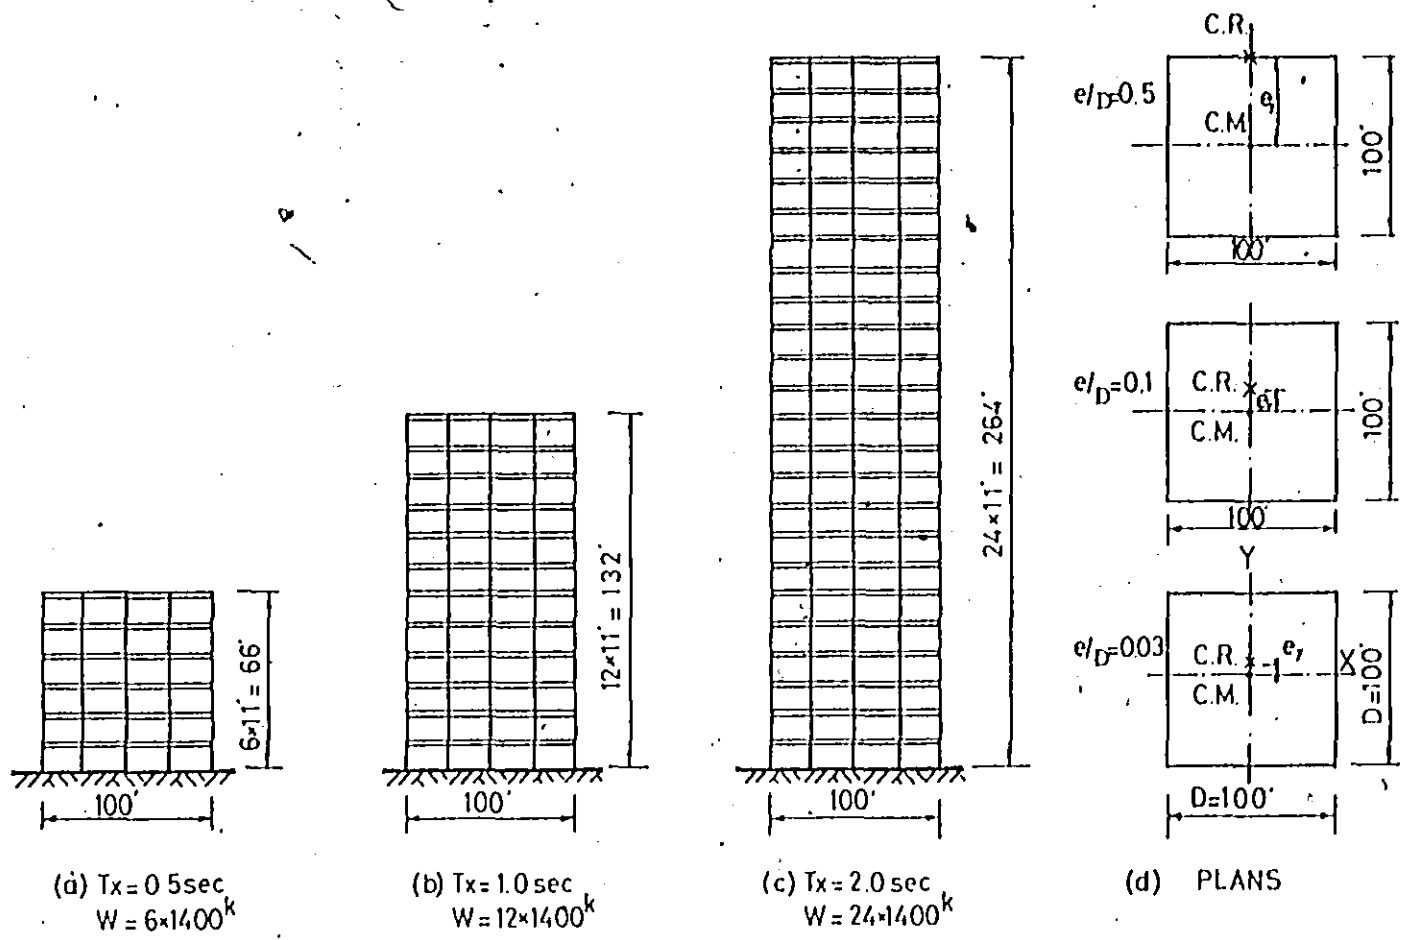 6×11' = 66'
100'
(a) Tx = 0.5 sec
W = 6×1400k
12×11' = 132'
100'
(b) Tx = 1.0 sec
W = 12×1400k
24×11' = 264'
100'
(c) Tx = 2.0 sec
W = 24×1400k
C.R.
e/D=0.5
C.M.
100'
100'
e/D=0.1
C.R.
C.M.
100'
100'
Y
e/D=0.03
C.R.
ey
X
C.M.
D=100'
D=100'
(d) PLANS